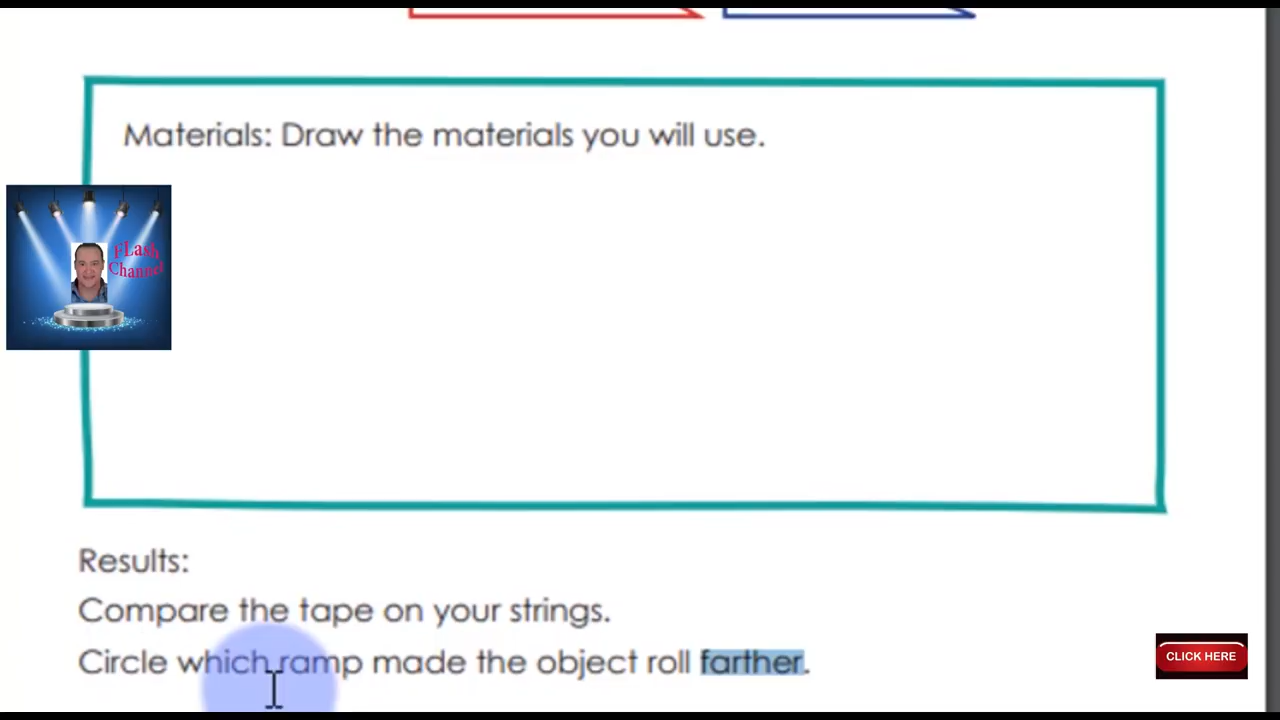 Materials: Draw the materials you will use.
FLash
Channel
Results:
Compare the tape on your strings.
Circle which ramp made the object roll farther.
CLICK HERE